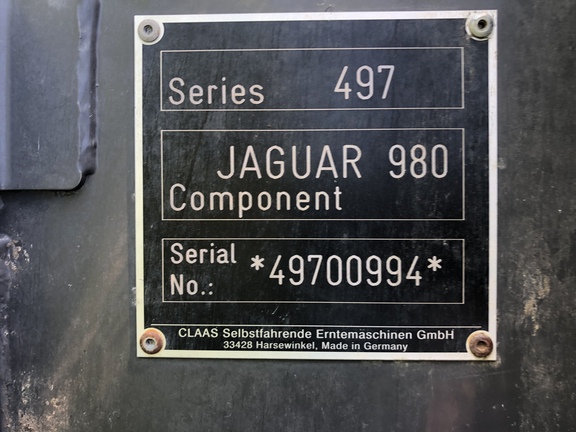 Series 497
JAGUAR 980
Component
Serial
No.: *49700994*
CLAAS Selbstfahrende Erntemaschinen GmbH
33428 Harsewinkel, Made in Germany